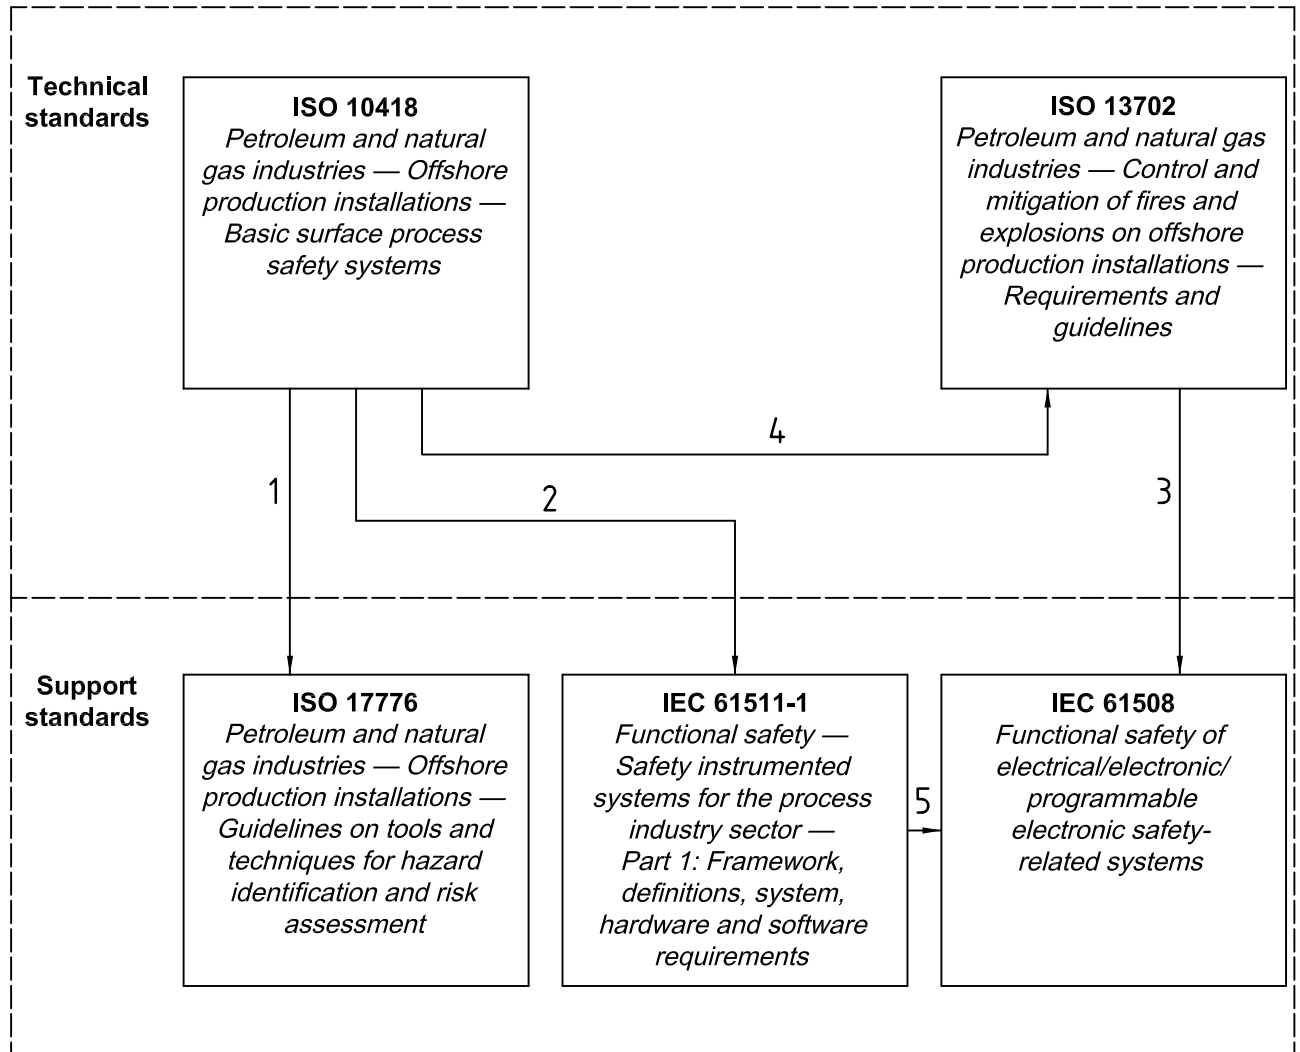 Technical
standards
ISO 10418
Petroleum and natural
gas industries — Offshore
production installations —
Basic surface process
safety systems
ISO 13702
Petroleum and natural gas
industries — Control and
mitigation of fires and
explosions on offshore
production installations —
Requirements and
guidelines
4
1
2
3
Support
standards
ISO 17776
Petroleum and natural
gas industries — Offshore
production installations —
Guidelines on tools and
techniques for hazard
identification and risk
assessment
IEC 61511-1
Functional safety —
Safety instrumented
systems for the process
industry sector —
Part 1: Framework,
definitions, system,
hardware and software
requirements
5
IEC 61508
Functional safety of
electrical/electronic/
programmable
electronic safety-
related systems